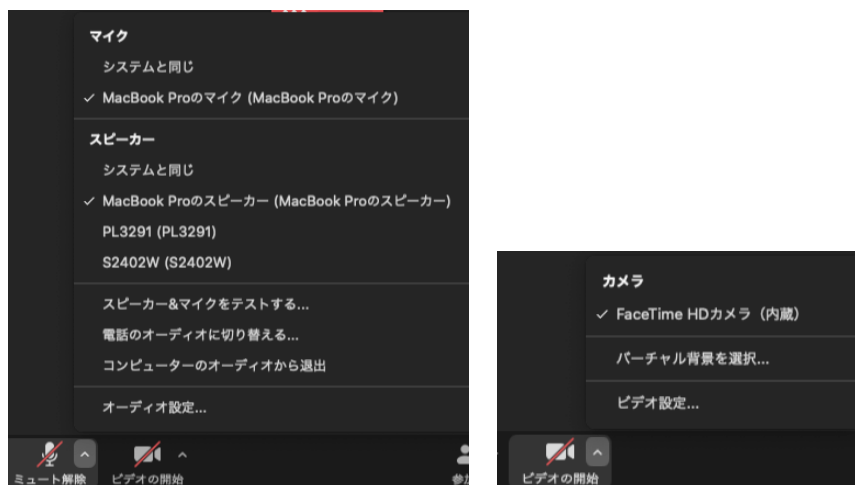 マイク
システムと同じ
✓ MacBook Proのマイク (MacBook Proのマイク)
スピーカー
システムと同じ
✓ MacBook Proのスピーカー (MacBook Proのスピーカー)
PL3291 (PL3291)
S2402W (S2402W)
スピーカー&マイクをテストする...
電話のオーディオに切り替える...
コンピューターのオーディオから退出
オーディオ設定...
ミュート解除
ビデオの開始
カメラ
✓ FaceTime HDカメラ（内蔵）
バーチャル背景を選択...
ビデオ設定...
ビデオの開始